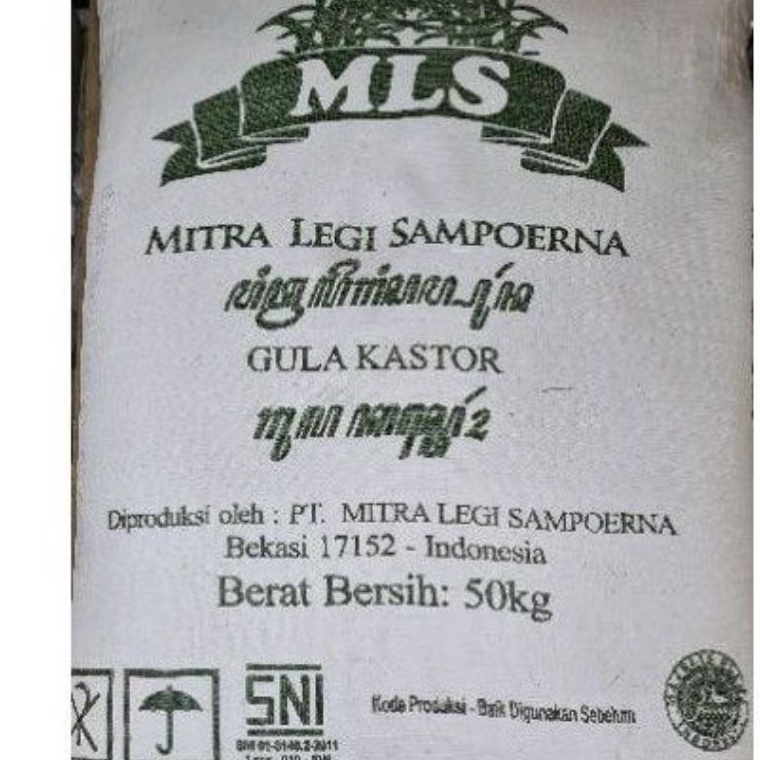 MLS
MITRA LEGI SAMPOERNA
GULA KASTOR
Diproduksi oleh : PT. MITRA LEGI SAMPOERNA
Bekasi 17152 - Indonesia
Berat Bersih: 50kg
SNI
Kode Produksi - Baik Digunakan Sebelum
INDONESIA